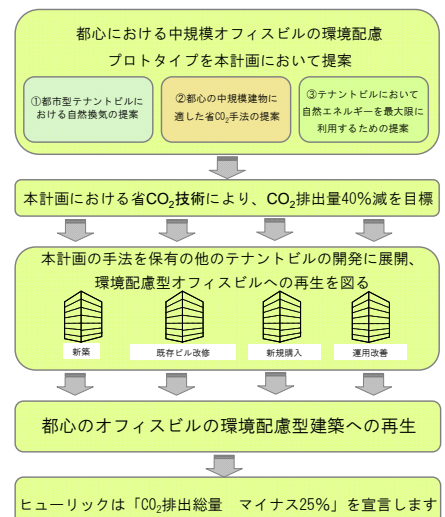 都心における中規模オフィスビルの環境配慮
プロトタイプを本計画において提案
①都市型テナントビルに
おける自然換気の提案
②都心の中規模建物に
適した省CO₂手法の提案
③テナントビルにおいて
自然エネルギーを最大限に
利用するための提案
本計画における省CO₂技術により、CO₂排出量40%減を目標
本計画の手法を保有の他のテナントビルの開発に展開、
環境配慮型オフィスビルへの再生を図る
新築
既存ビル改修
新規購入
運用改善
都心のオフィスビルの環境配慮型建築への再生
ヒューリックは「CO₂排出総量　マイナス25%」を宣言します